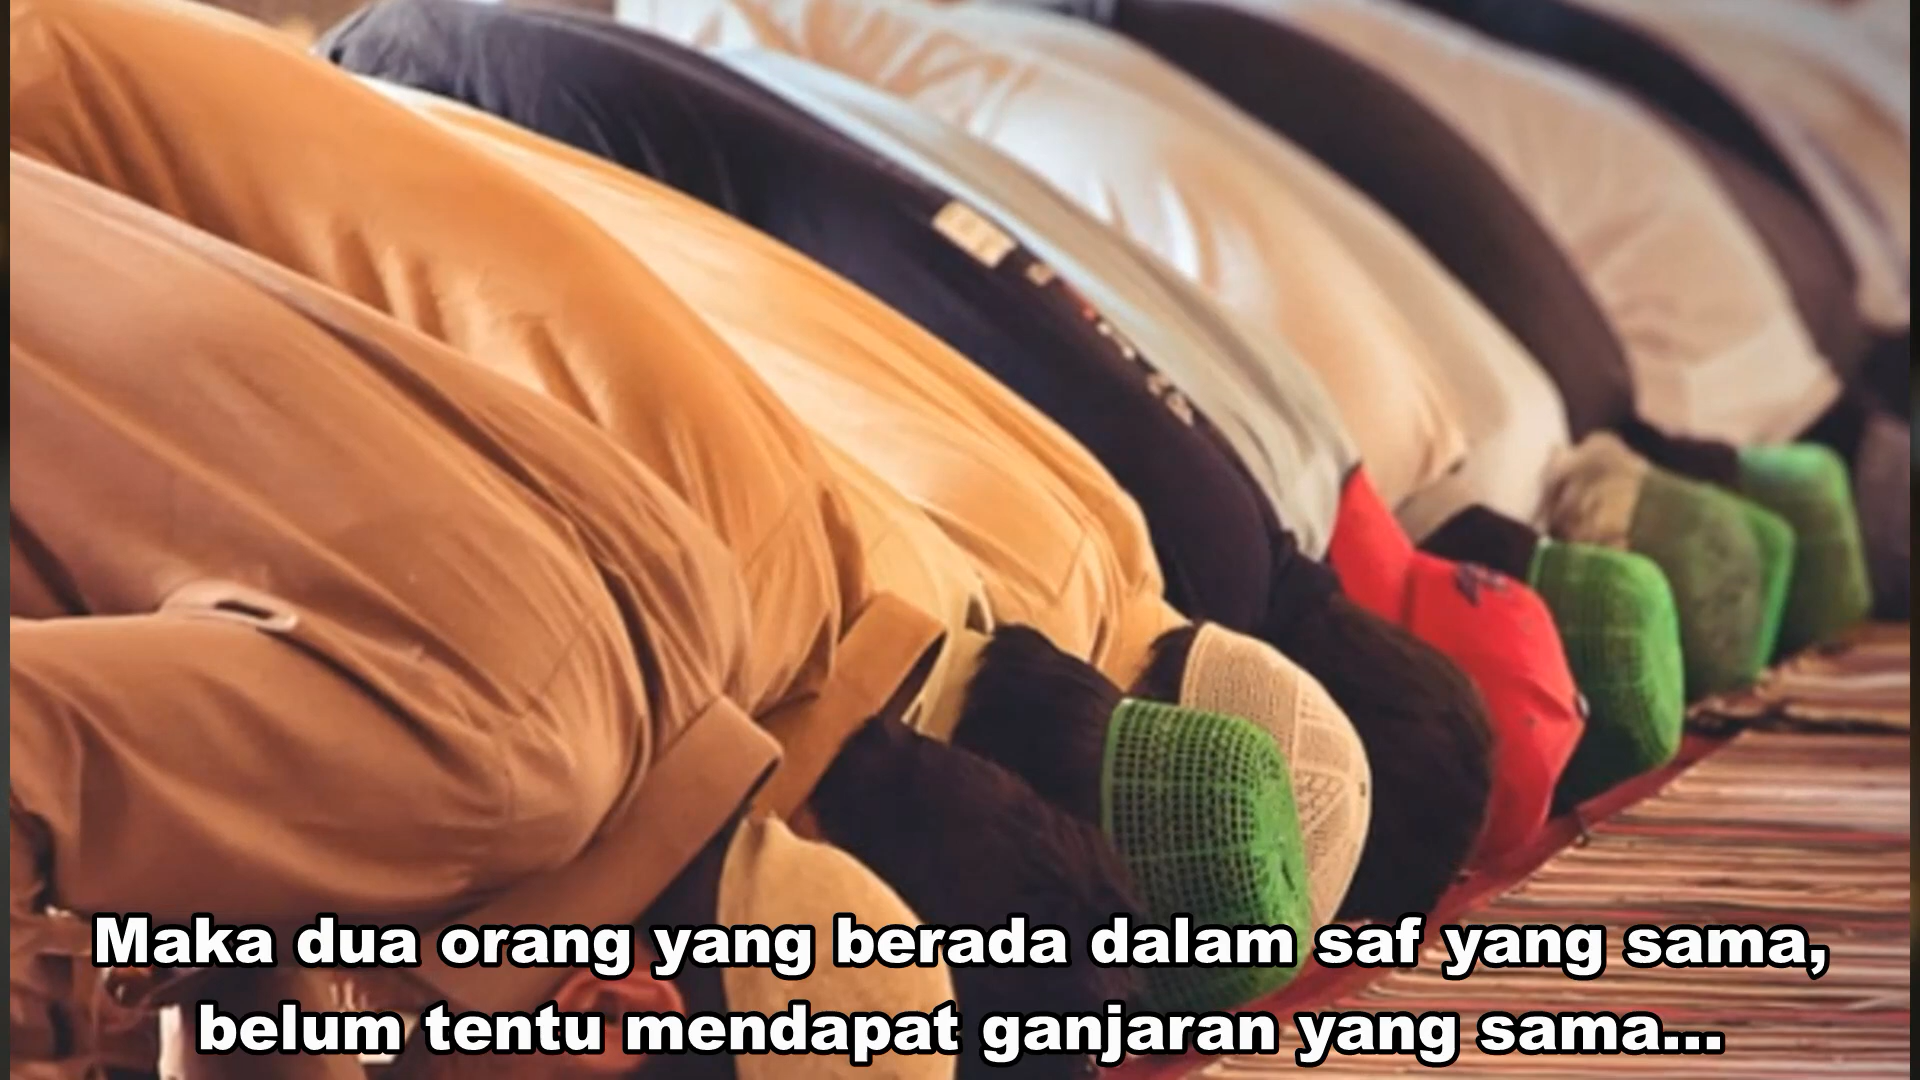 Maka dua orang yang berada dalam saf yang sama,
belum tentu mendapat ganjaran yang sama...